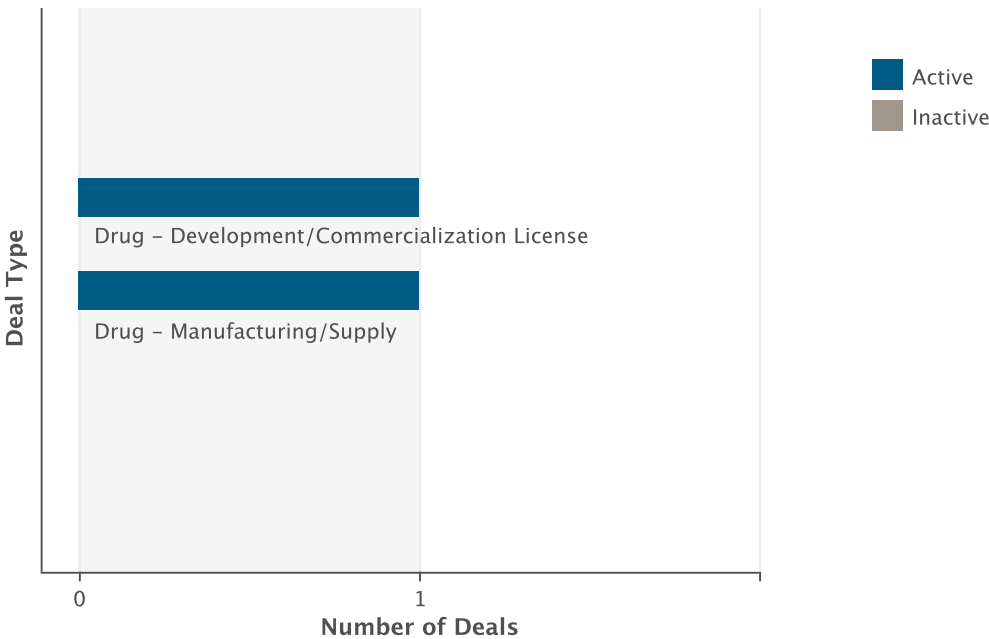 Active
Inactive
Drug – Development/Commercialization License
Drug – Manufacturing/Supply
Deal Type
0
1
Number of Deals